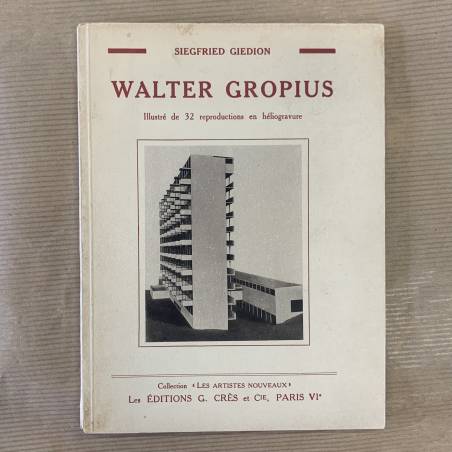 SIEGFRIED GIEDION
WALTER GROPIUS
Illustré de 32 reproductions en héliogravure
Collection "LES ARTISTES NOUVEAUX"
Les ÉDITIONS G. CRÈS et CIE, PARIS VIe